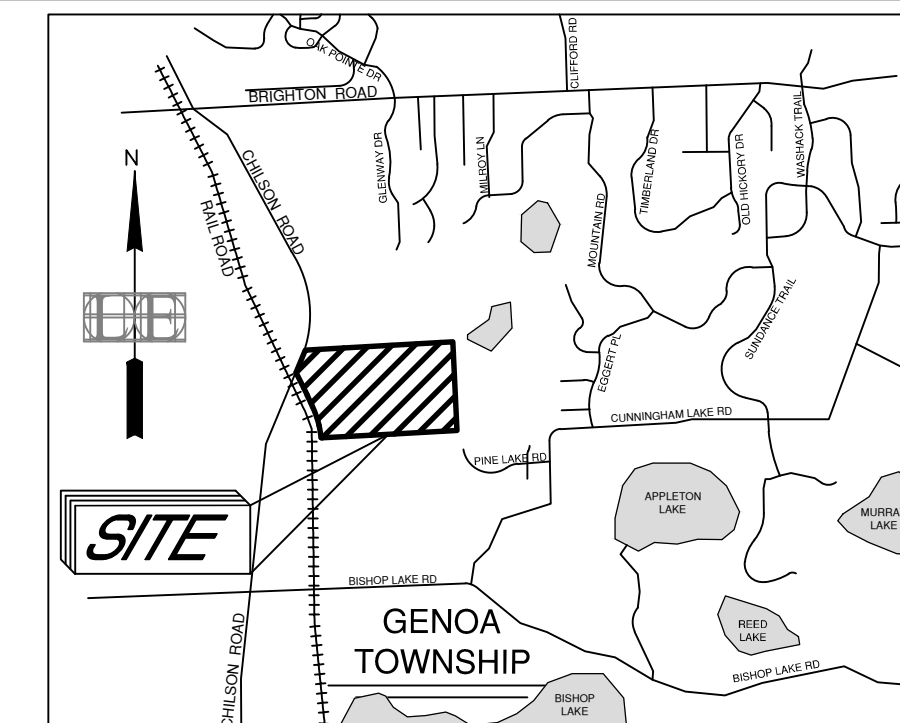 OAK POINTE DR
CLIFFORD RD
BRIGHTON ROAD
WASHACK TRAIL
N
CHILSON ROAD
GLENWAY DR
MILROY LN
TIMBERLAND DR
OLD HICKORY DR
RAIL ROAD
MOUNTAIN RD
SUNDANCE TRAIL
EGGERT PL
CUNNINGHAM LAKE RD
PINE LAKE RD
APPLETON
LAKE
MURRA
LAKE
SITE
BISHOP LAKE RD
GENOA
TOWNSHIP
REED
LAKE
CHILSON ROAD
BISHOP LAKE RD
BISHOP
LAKE